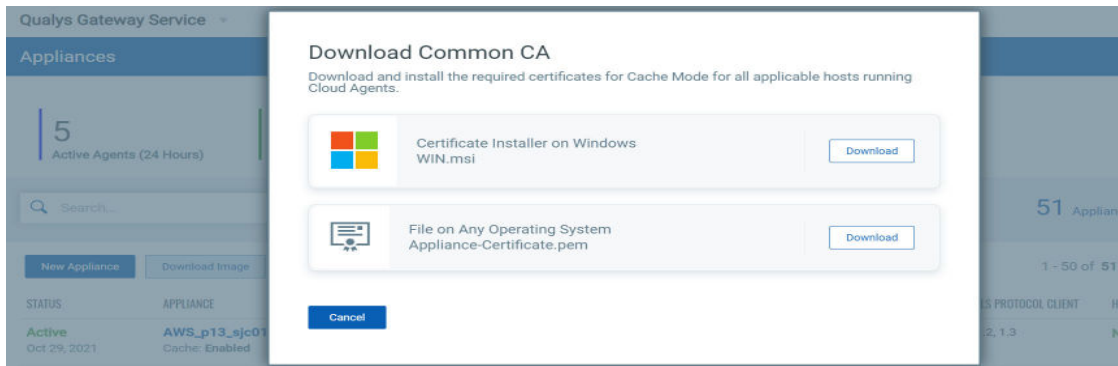 Qualys Gateway Service
Appliances
5
Active Agents (24 Hours)
Search...
51 Applian
New Appliance
Download Image
1 - 50 of 51
STATUS
APPLIANCE
LS PROTOCOL CLIENT
Active
Oct 29, 2021
AWS_p13_sjc01
Cache: Enabled
.2, 1.3
Download Common CA
Download and install the required certificates for Cache Mode for all applicable hosts running
Cloud Agents.
Certificate Installer on Windows
WIN.msi
Download
File on Any Operating System
Appliance-Certificate.pem
Download
Cancel